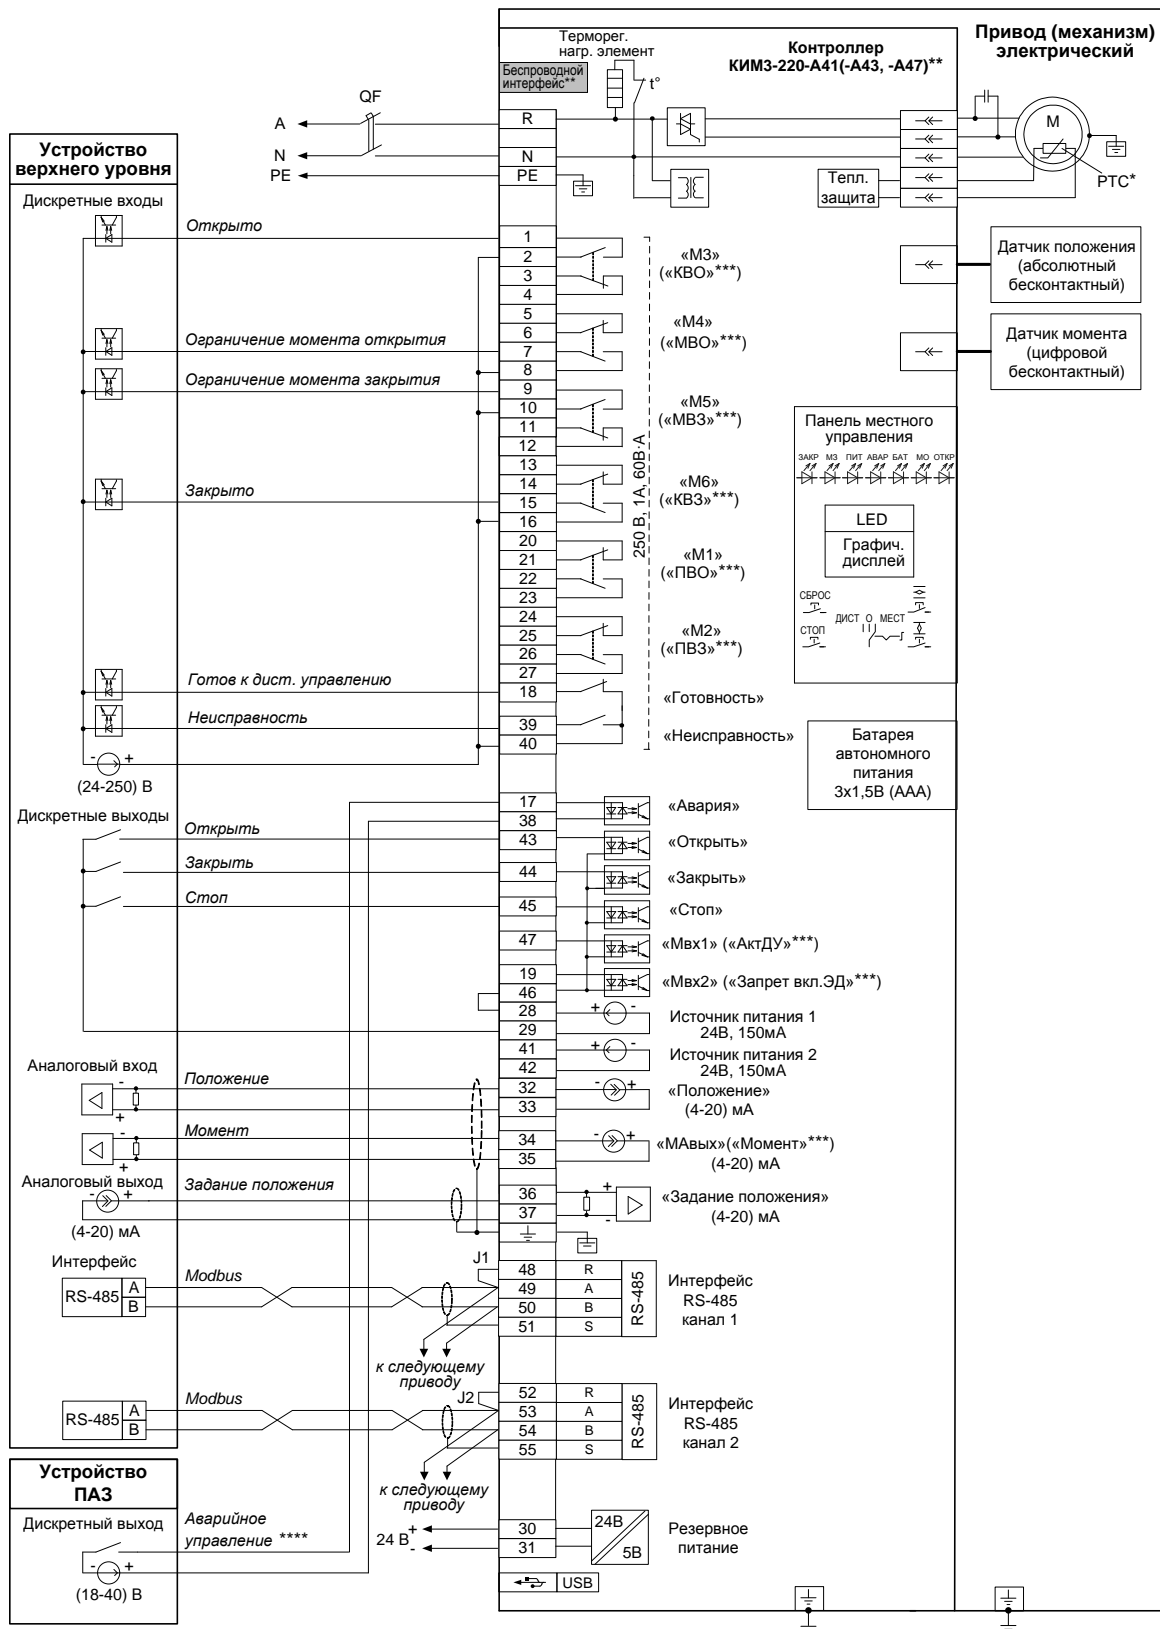 Привод (механизм)
электрический
Терморег.
нагр. элемент
Контроллер
КИМ3-220-А41(-А43, -А47)**
Беспроводной
интерфейс**
t°
QF
A
R
N
N
PE
PE
M
PTC*
Тепл.
защита
Устройство
верхнего уровня
Дискретные входы
Открыто
1
2
3
4
«М3»
(«КВО»***)
Датчик положения
(абсолютный
бесконтактный)
5
6
7
8
«М4»
(«МВО»***)
Ограничение момента открытия
Датчик момента
(цифровой
бесконтактный)
Ограничение момента закрытия
9
10
11
12
«М5»
(«МВЗ»***)
Панель местного
управления
ЗАКР МЗ ПИТ АВАР БАТ МО ОТКР
Закрыто
13
14
15
16
«М6»
(«КВЗ»***)
250 В, 1А, 60В·А
LED
Графич.
дисплей
20
21
22
23
«М1»
(«ПВО»***)
СБРОС
СТОП
ДИСТ О МЕСТ
24
25
26
27
«М2»
(«ПВЗ»***)
Готов к дист. управлению
18
«Готовность»
Неисправность
39
40
«Неисправность»
Батарея
автономного
питания
3х1,5В (ААА)
- +
(24-250) В
Дискретные выходы
17
38
«Авария»
Открыть
43
«Открыть»
Закрыть
44
«Закрыть»
Стоп
45
«Стоп»
47
«Мвх1» («АктДУ»***)
19
46
«Мвх2» («Запрет вкл.ЭД»***)
28
29
+ -
Источник питания 1
24В, 150мА
41
42
+ -
Источник питания 2
24В, 150мА
Аналоговый вход
-
+
Положение
32
33
- +
«Положение»
(4-20) мА
-
+
Момент
34
35
- +
«МАвых»(«Момент»***)
(4-20) мА
Аналоговый выход
- +
(4-20) мА
Задание положения
36
37
+
-
«Задание положения»
(4-20) мА
Интерфейс
RS-485
A
B
Modbus
J1
48 R
49 A
50 B
51 S
RS-485
Интерфейс
RS-485
канал 1
к следующему
приводу
RS-485
A
B
Modbus
J2
52 R
53 A
54 B
55 S
RS-485
Интерфейс
RS-485
канал 2
к следующему
приводу
Устройство
ПАЗ
Дискретный выход
- +
(18-40) В
Аварийное
управление ****
24 В
+
-
30
31
24В
5В
Резервное
питание
USB